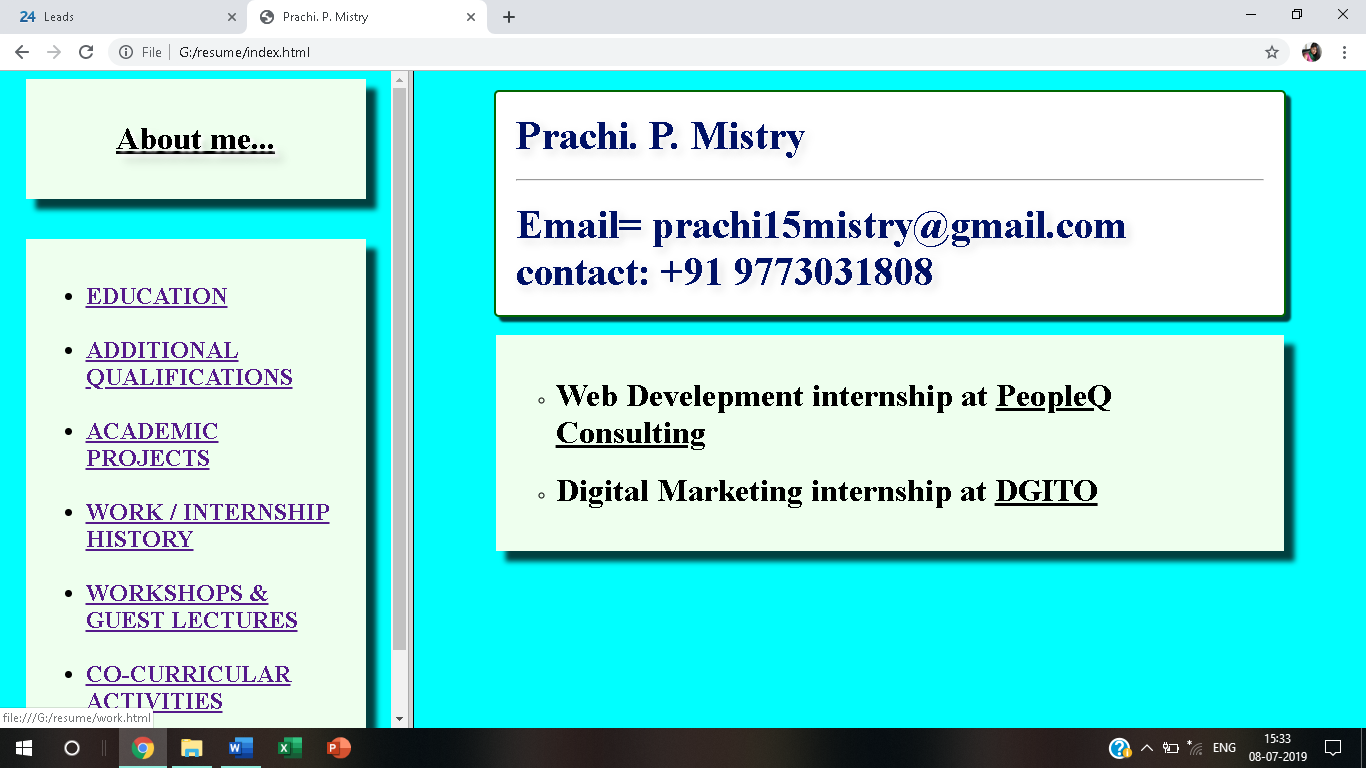 24 Leads
Prachi. P. Mistry
File G:/resume/index.html
About me...
EDUCATION
ADDITIONAL
QUALIFICATIONS
ACADEMIC
PROJECTS
WORK / INTERNSHIP
HISTORY
WORKSHOPS &
GUEST LECTURES
CO-CURRICULAR
ACTIVITIES
Prachi. P. Mistry
Email= prachi15mistry@gmail.com
contact: +91 9773031808
Web Develepment internship at PeopleQ
Consulting
Digital Marketing internship at DGITO
file:///G:/resume/work.html
ENG
15:33
08-07-2019